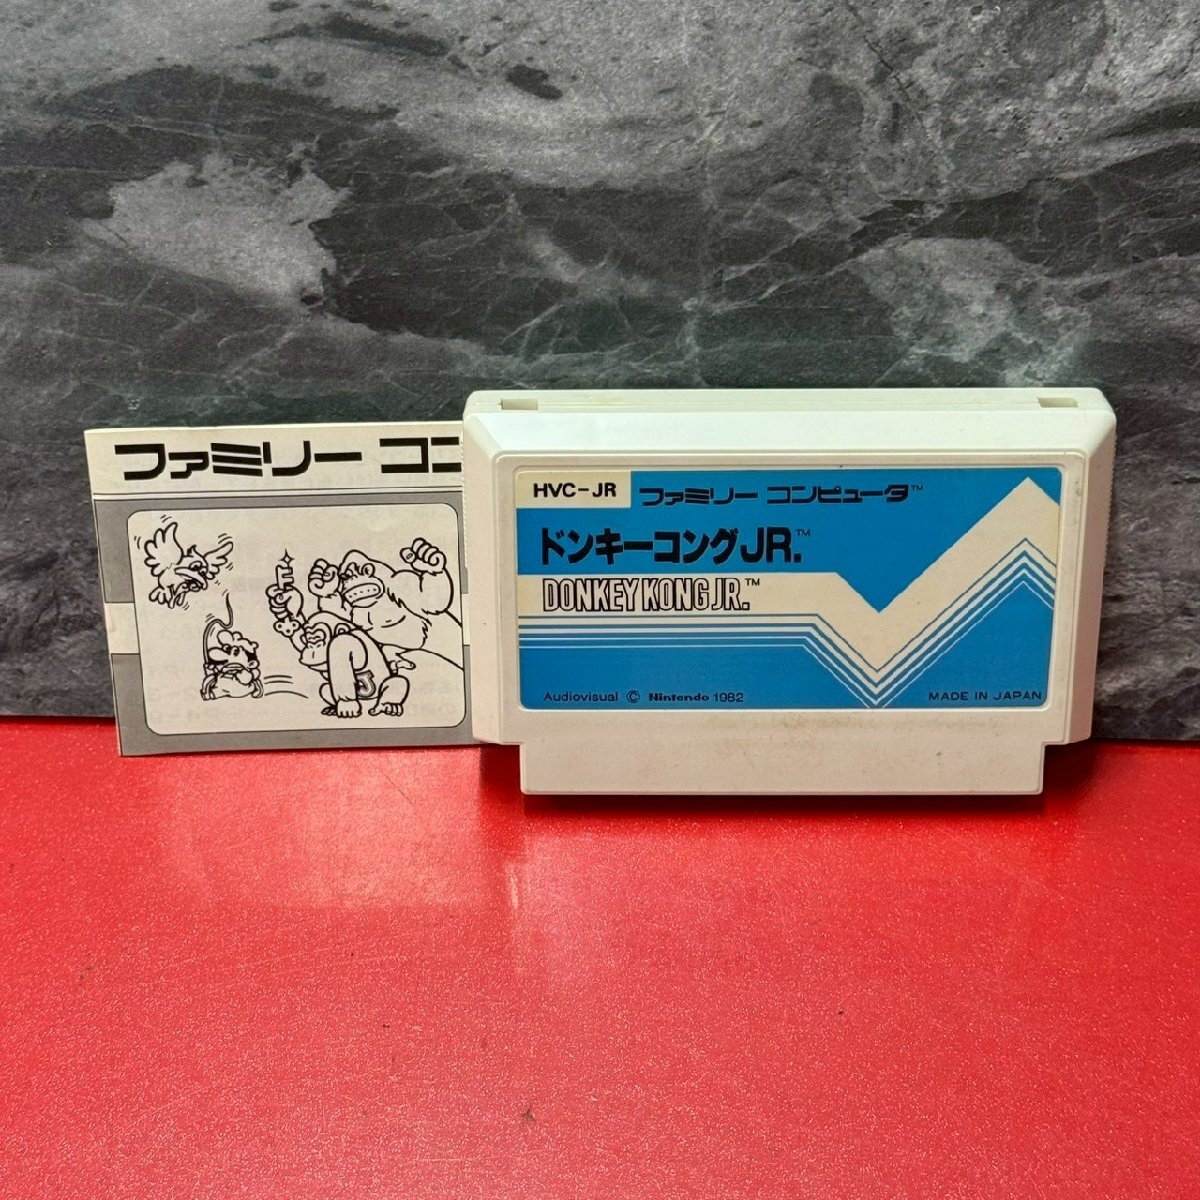 ファミリー コン
HVC-JR
ファミリー コンピュータ™
ドンキーコングJR.™
DONKEY KONG JR.™
Audiovisual © Nintendo 1982
MADE IN JAPAN
J